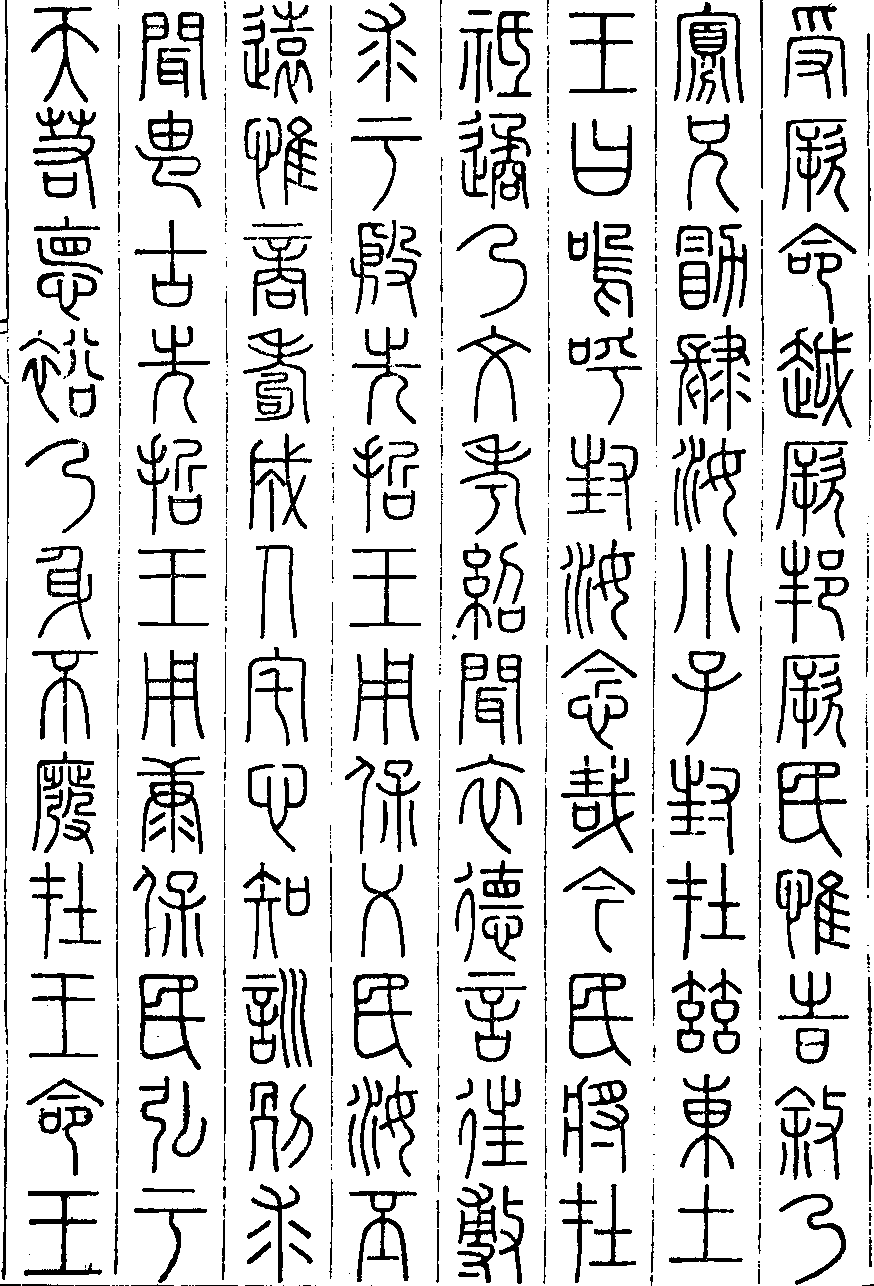 受厥命越厥邦厥民惟旹敘乃
寡兄勖肆汝小子封在茲東土
王曰嗚呼封汝念哉今民將在
祗遹乃文考紹聞衣德言往敷
求于殷先哲王用保乂民汝丕
遠惟商耇成人宅心知訓別求
聞由古先哲王用康保民弘于
天若悳裕乃身不廢在王命王